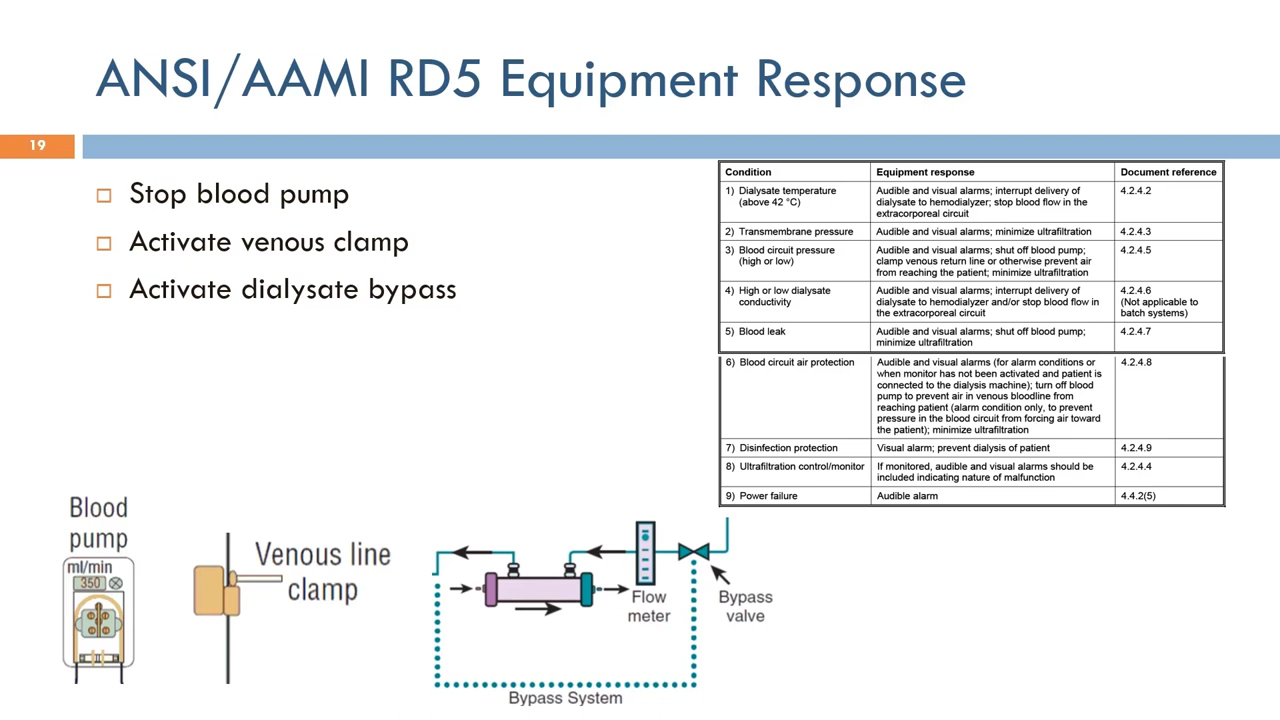 ANSI/AAMI RD5 Equipment Response
19
Stop blood pump
Activate venous clamp
Activate dialysate bypass
Condition
Equipment response
Document reference
1) Dialysate temperature
(above 42 °C)
Audible and visual alarms; interrupt delivery of
dialysate to hemodialyzer; stop blood flow in the
extracorporeal circuit
4.2.4.2
2) Transmembrane pressure
Audible and visual alarms; minimize ultrafiltration
4.2.4.3
3) Blood circuit pressure
(high or low)
Audible and visual alarms; shut off blood pump;
clamp venous return line or otherwise prevent air
from reaching the patient; minimize ultrafiltration
4.2.4.5
4) High or low dialysate
conductivity
Audible and visual alarms; interrupt delivery of
dialysate to hemodialyzer and/or stop blood flow in
the extracorporeal circuit
4.2.4.6
(Not applicable to
batch systems)
5) Blood leak
Audible and visual alarms; shut off blood pump;
minimize ultrafiltration
4.2.4.7
6) Blood circuit air protection
Audible and visual alarms (for alarm conditions or
when monitor has not been activated and patient is
connected to the dialysis machine); turn off blood
pump to prevent air in venous bloodline from
reaching patient (alarm condition only, to prevent
pressure in the blood circuit from forcing air toward
the patient); minimize ultrafiltration
4.2.4.8
7) Disinfection protection
Visual alarm; prevent dialysis of patient
4.2.4.9
8) Ultrafiltration control/monitor
If monitored, audible and visual alarms should be
included indicating nature of malfunction
4.2.4.4
9) Power failure
Audible alarm
4.4.2(5)
Blood
pump
ml/min
350
Venous line
clamp
Flow
meter
Bypass
valve
Bypass System